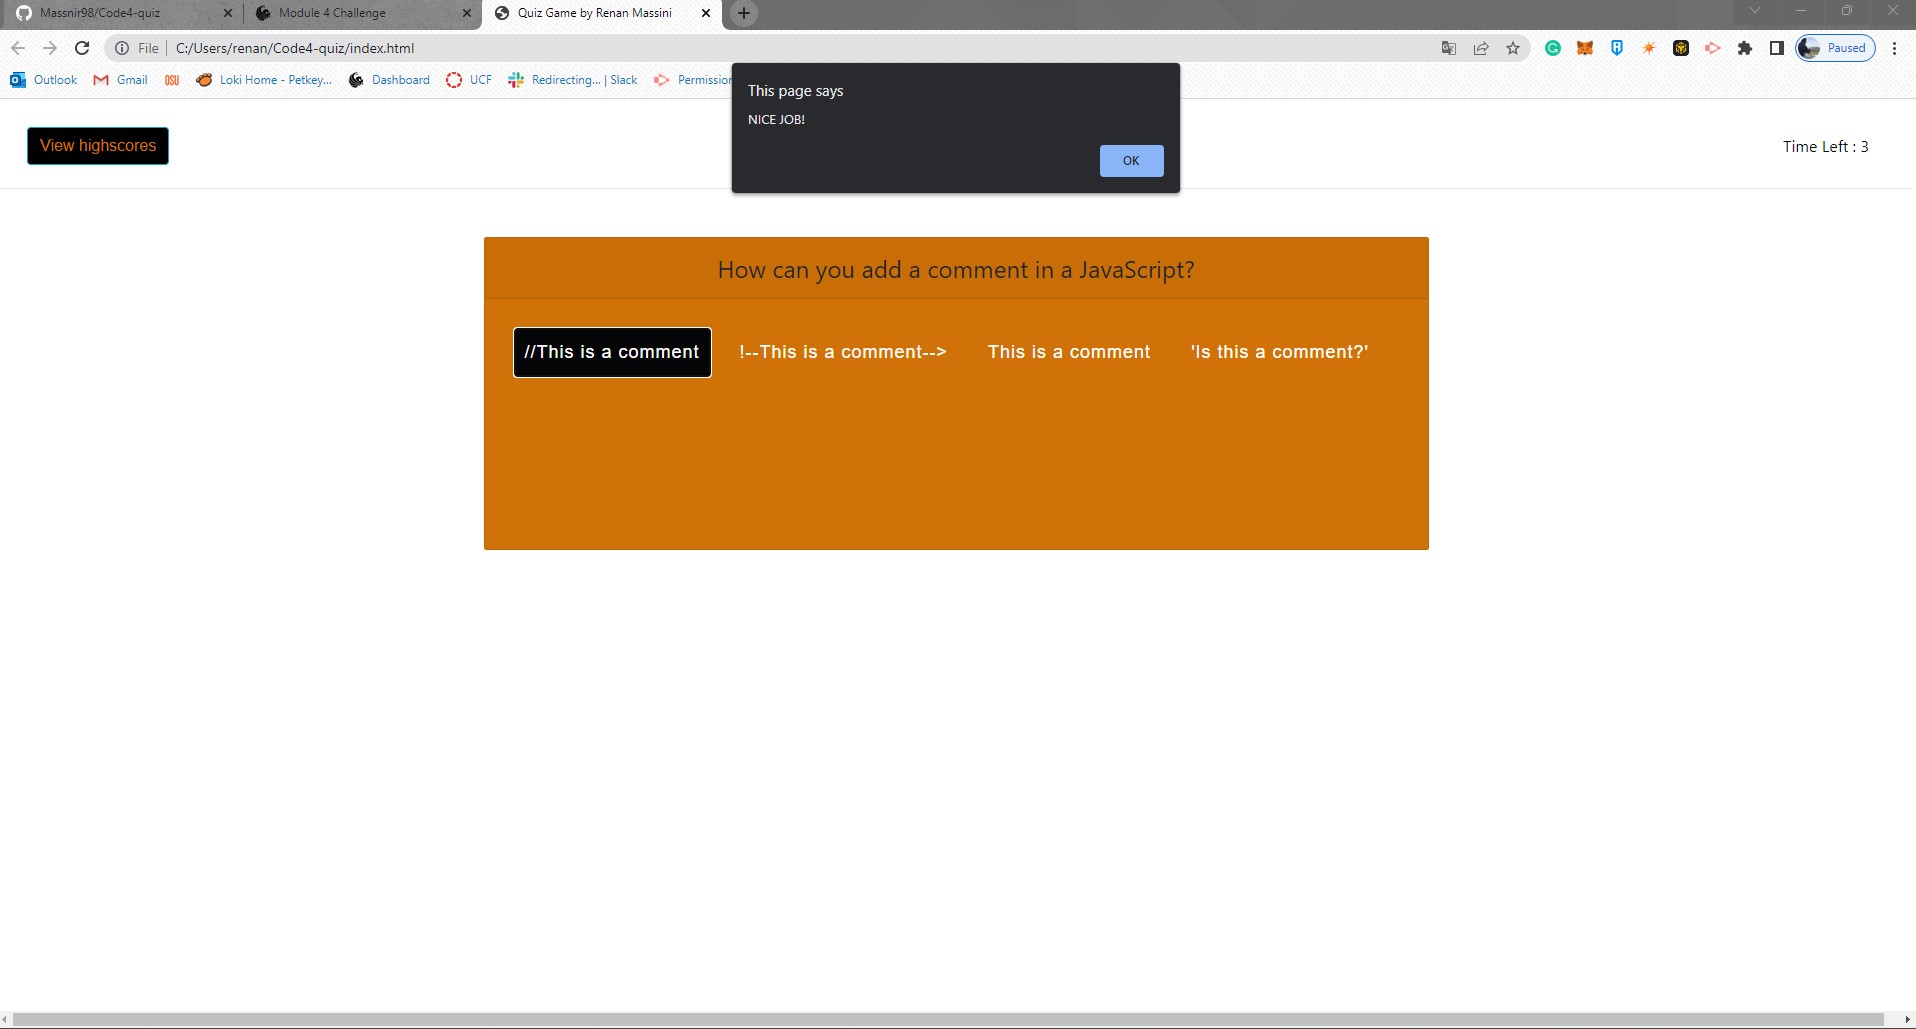 Massnir98/Code4-quiz
Module 4 Challenge
Quiz Game by Renan Massini
File
C:/Users/renan/Code4-quiz/index.html
Paused
Outlook
Gmail
OSU
Loki Home - Petkey...
Dashboard
UCF
Redirecting... | Slack
Permission
This page says
NICE JOB!
OK
View highscores
Time Left : 3
How can you add a comment in a JavaScript?
//This is a comment
!--This is a comment-->
This is a comment
'Is this a comment?'